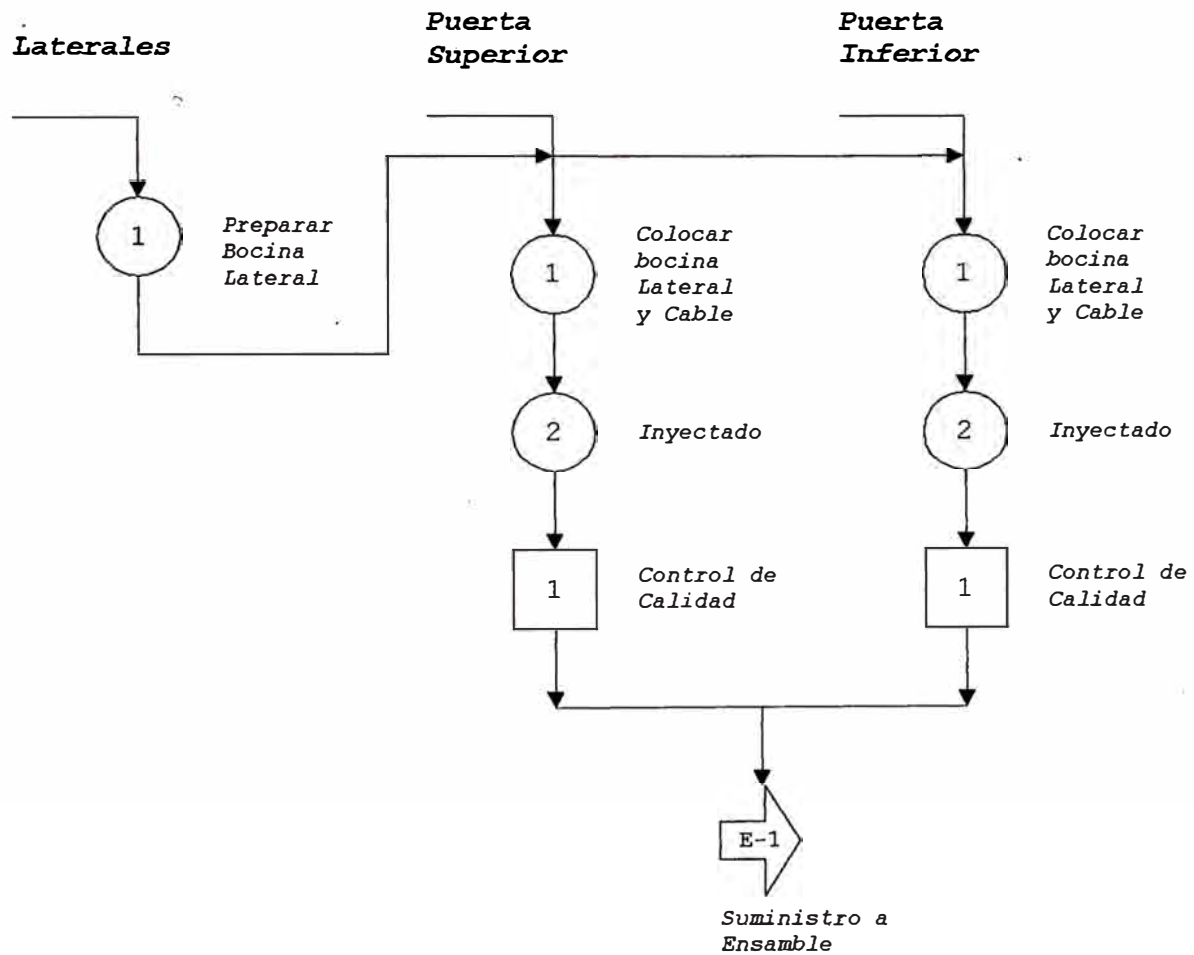 Laterales
Puerta
Superior
Puerta
Inferior
1
Preparar
Bocina
Lateral
1
Colocar
bocina
Lateral
y Cable
1
Colocar
bocina
Lateral
y Cable
2
Inyectado
2
Inyectado
1
Control de
Calidad
1
Control de
Calidad
E-1
Suministro a
Ensamble